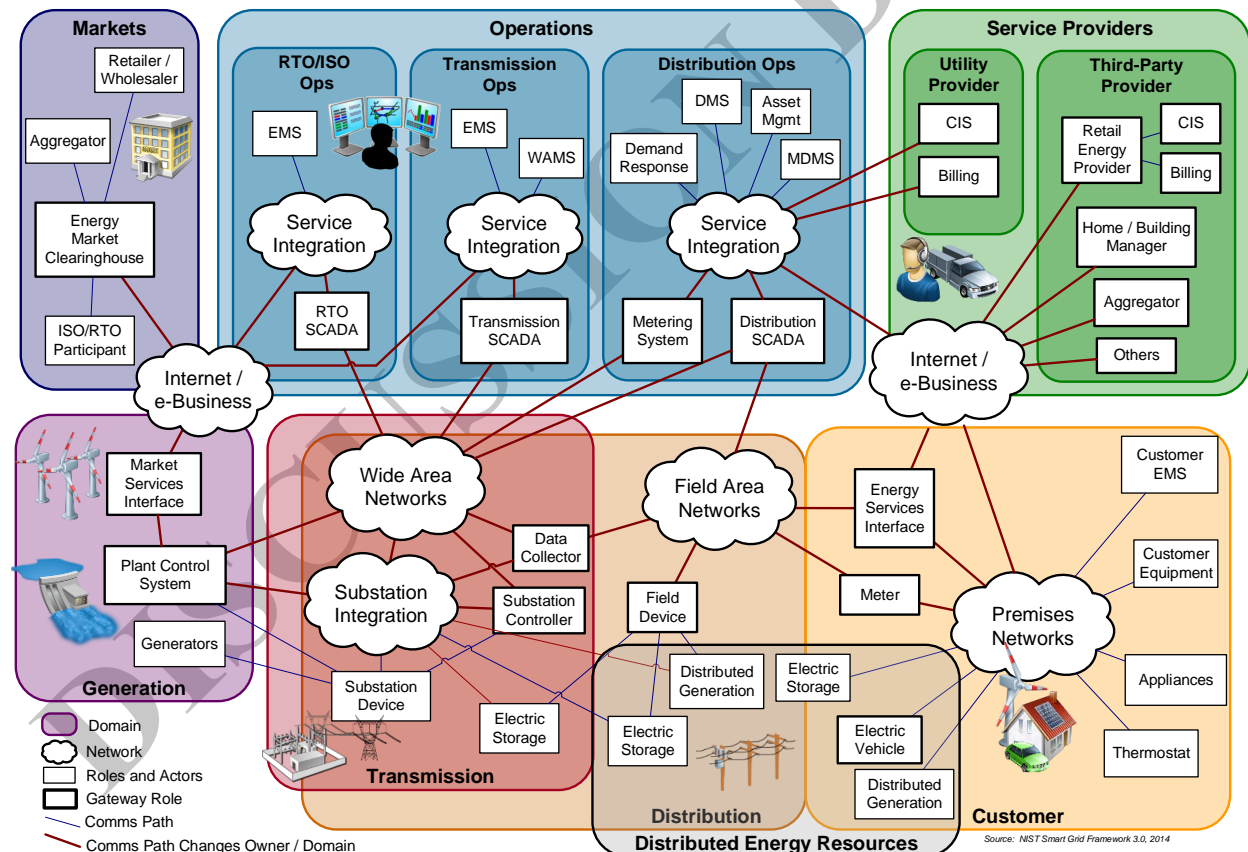 Markets
Retailer /
Wholesaler
Aggregator
Energy
Market
Clearinghouse
ISO/RTO
Participant
Operations
RTO/ISO
Ops
EMS
Service
Integration
RTO
SCADA
Transmission
Ops
EMS
WAMS
Service
Integration
Transmission
SCADA
Distribution Ops
DMS
Asset
Mgmt
Demand
Response
MDMS
Service
Integration
Metering
System
Distribution
SCADA
Service Providers
Utility
Provider
CIS
Billing
Third-Party
Provider
Retail
Energy
Provider
CIS
Billing
Home / Building
Manager
Aggregator
Others
Internet /
e-Business
Internet /
e-Business
Market
Services
Interface
Plant Control
System
Generators
Generation
Wide Area
Networks
Data
Collector
Substation
Integration
Substation
Controller
Substation
Device
Electric
Storage
Transmission
Field Area
Networks
Field
Device
Distributed
Generation
Electric
Storage
Distribution
Energy
Services
Interface
Meter
Premises
Networks
Customer
EMS
Customer
Equipment
Appliances
Thermostat
Electric
Storage
Electric
Vehicle
Distributed
Generation
Customer
Distributed Energy Resources
Domain
Network
Roles and Actors
Gateway Role
Comms Path
Comms Path Changes Owner / Domain
Source: NIST Smart Grid Framework 3.0, 2014
DISCUSSION D